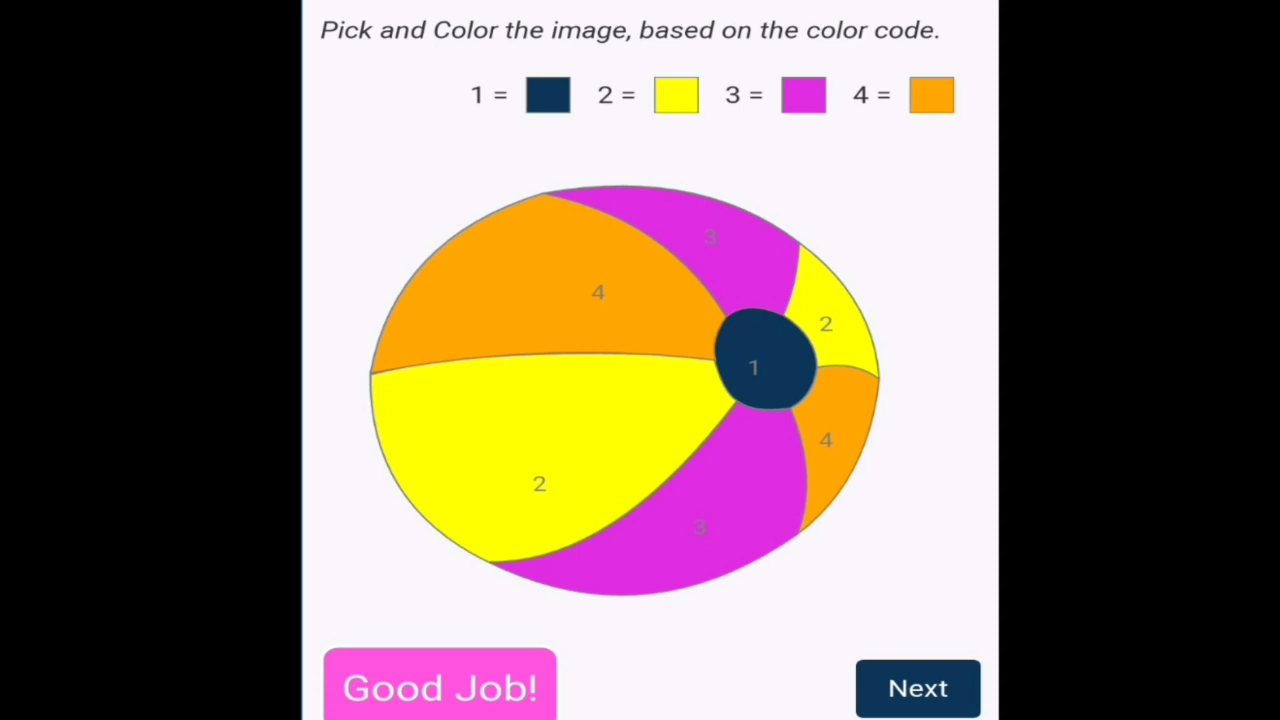 Pick and Color the image, based on the color code.
1 = 2 = 3 = 4 =
3
4
2
1
4
2
3
Good Job!
Next